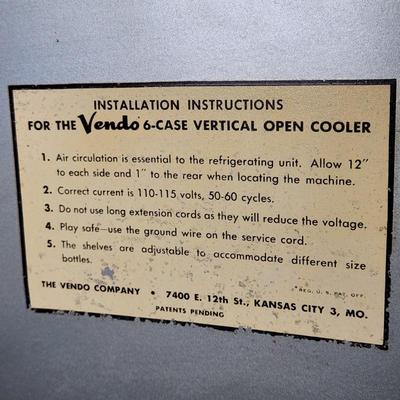 INSTALLATION INSTRUCTIONS
FOR THE Vendo 6-CASE VERTICAL OPEN COOLER
1. Air circulation is essential to the refrigerating unit. Allow 12"
to each side and 1" to the rear when locating the machine.
2. Correct current is 110-115 volts, 50-60 cycles.
3. Do not use long extension cords as they will reduce the voltage.
4. Play safe—use the ground wire on the service cord.
5. The shelves are adjustable to accommodate different size
bottles.
* REG. U. S. PAT. OFF.
THE VENDO COMPANY • 7400 E. 12th St., KANSAS CITY 3, MO.
PATENTS PENDING